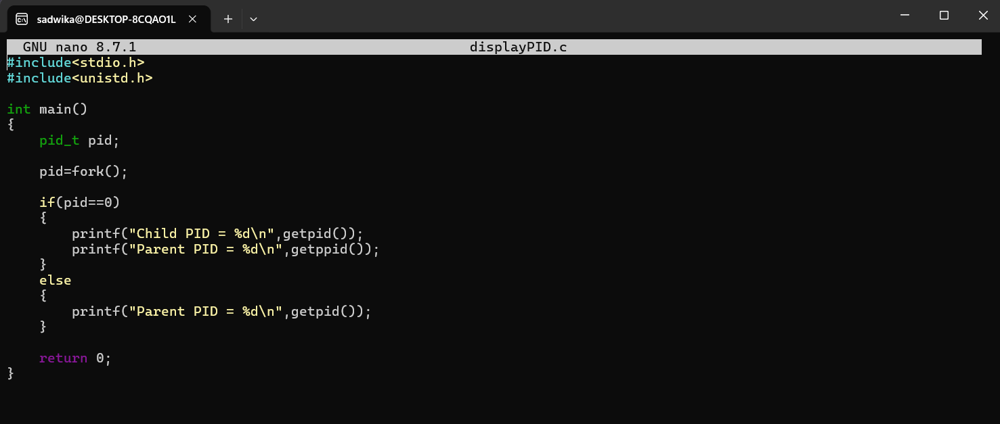 sadwika@DESKTOP-8CQAO1L
GNU nano 8.7.1 displayPID.c
#include<stdio.h>
#include<unistd.h>
int main()
{
    pid_t pid;
    pid=fork();
    if(pid==0)
    {
        printf("Child PID = %d\n",getpid());
        printf("Parent PID = %d\n",getppid());
    }
    else
    {
        printf("Parent PID = %d\n",getpid());
    }
    return 0;
}